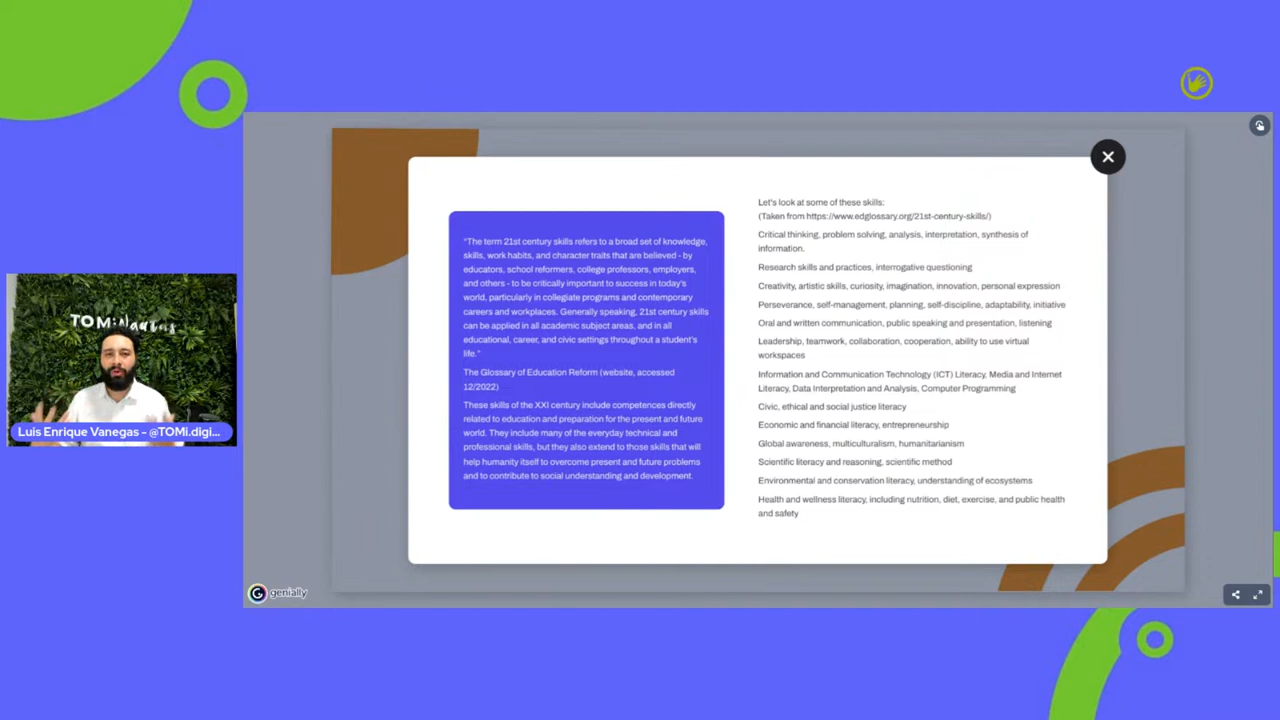 "The term 21st century skills refers to a broad set of knowledge,
skills, work habits, and character traits that are believed - by
educators, school reformers, college professors, employers,
and others - to be critically important to success in today's
world, particularly in collegiate programs and contemporary
careers and workplaces. Generally speaking, 21st century skills
can be applied in all academic subject areas, and in all
educational, career, and civic settings throughout a student's
life."
The Glossary of Education Reform (website, accessed
12/2022)
These skills of the XXI century include competences directly
related to education and preparation for the present and future
world. They include many of the everyday technical and
professional skills, but they also extend to those skills that will
help humanity itself to overcome present and future problems
and to contribute to social understanding and development.
Let's look at some of these skills:
(Taken from https://www.edglossary.org/21st-century-skills/)
Critical thinking, problem solving, analysis, interpretation, synthesis of
information.
Research skills and practices, interrogative questioning
Creativity, artistic skills, curiosity, imagination, innovation, personal expression
Perseverance, self-management, planning, self-discipline, adaptability, initiative
Oral and written communication, public speaking and presentation, listening
Leadership, teamwork, collaboration, cooperation, ability to use virtual
workspaces
Information and Communication Technology (ICT) Literacy, Media and Internet
Literacy, Data Interpretation and Analysis, Computer Programming
Civic, ethical and social justice literacy
Economic and financial literacy, entrepreneurship
Global awareness, multiculturalism, humanitarianism
Scientific literacy and reasoning, scientific method
Environmental and conservation literacy, understanding of ecosystems
Health and wellness literacy, including nutrition, diet, exercise, and public health
and safety
TOMi
Luis Enrique Vanegas - @TOMi.digi...
genially